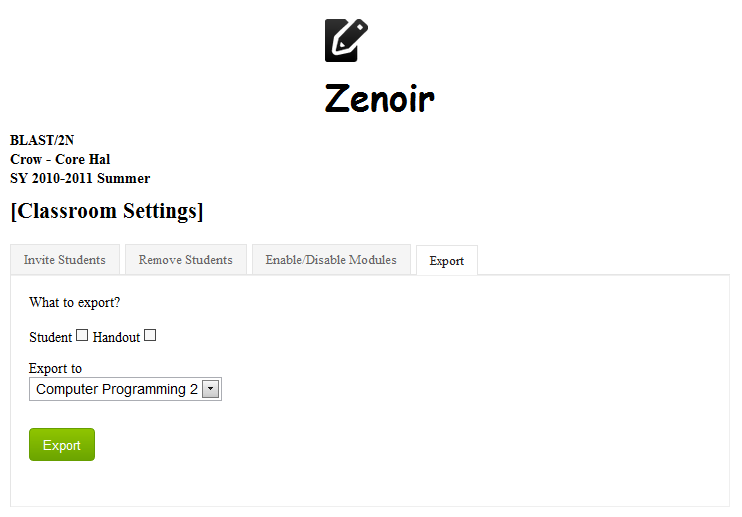 Zenoir
BLAST/2N
Crow - Core Hal
SY 2010-2011 Summer
[Classroom Settings]
Invite Students Remove Students Enable/Disable Modules Export
What to export?
Student Handout
Export to
Computer Programming 2
Export